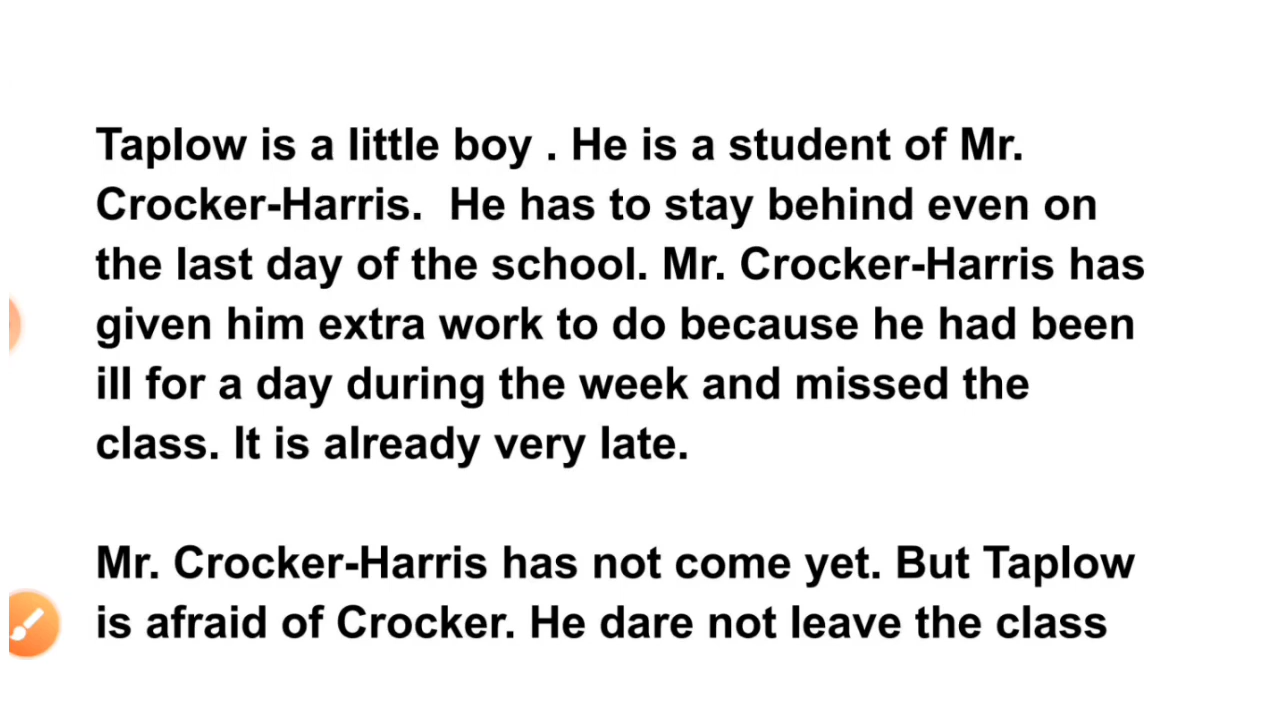 Taplow is a little boy . He is a student of Mr.
Crocker-Harris.  He has to stay behind even on
the last day of the school. Mr. Crocker-Harris has
given him extra work to do because he had been
ill for a day during the week and missed the
class. It is already very late.
Mr. Crocker-Harris has not come yet. But Taplow
is afraid of Crocker. He dare not leave the class